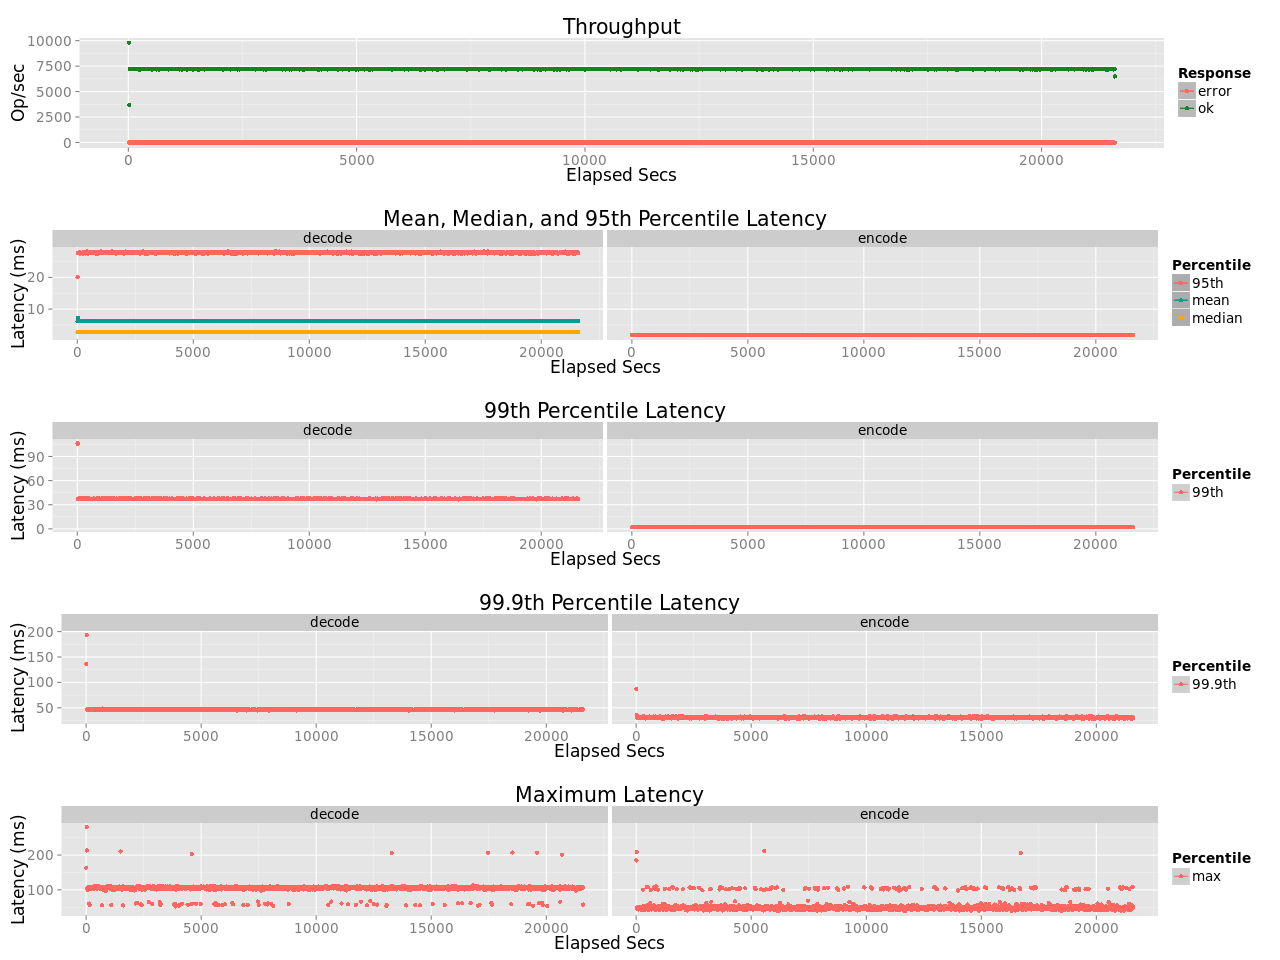 Throughput
10000
7500
5000
2500
0
Op/sec
0 5000 10000 15000 20000
Elapsed Secs
Response
error
ok
Mean, Median, and 95th Percentile Latency
decode encode
20
10
Latency (ms)
0 5000 10000 15000 20000 0 5000 10000 15000 20000
Elapsed Secs
Percentile
95th
mean
median
99th Percentile Latency
decode encode
90
60
30
0
Latency (ms)
0 5000 10000 15000 20000 0 5000 10000 15000 20000
Elapsed Secs
Percentile
99th
99.9th Percentile Latency
decode encode
200
150
100
50
Latency (ms)
0 5000 10000 15000 20000 0 5000 10000 15000 20000
Elapsed Secs
Percentile
99.9th
Maximum Latency
decode encode
200
100
Latency (ms)
0 5000 10000 15000 20000 0 5000 10000 15000 20000
Elapsed Secs
Percentile
max